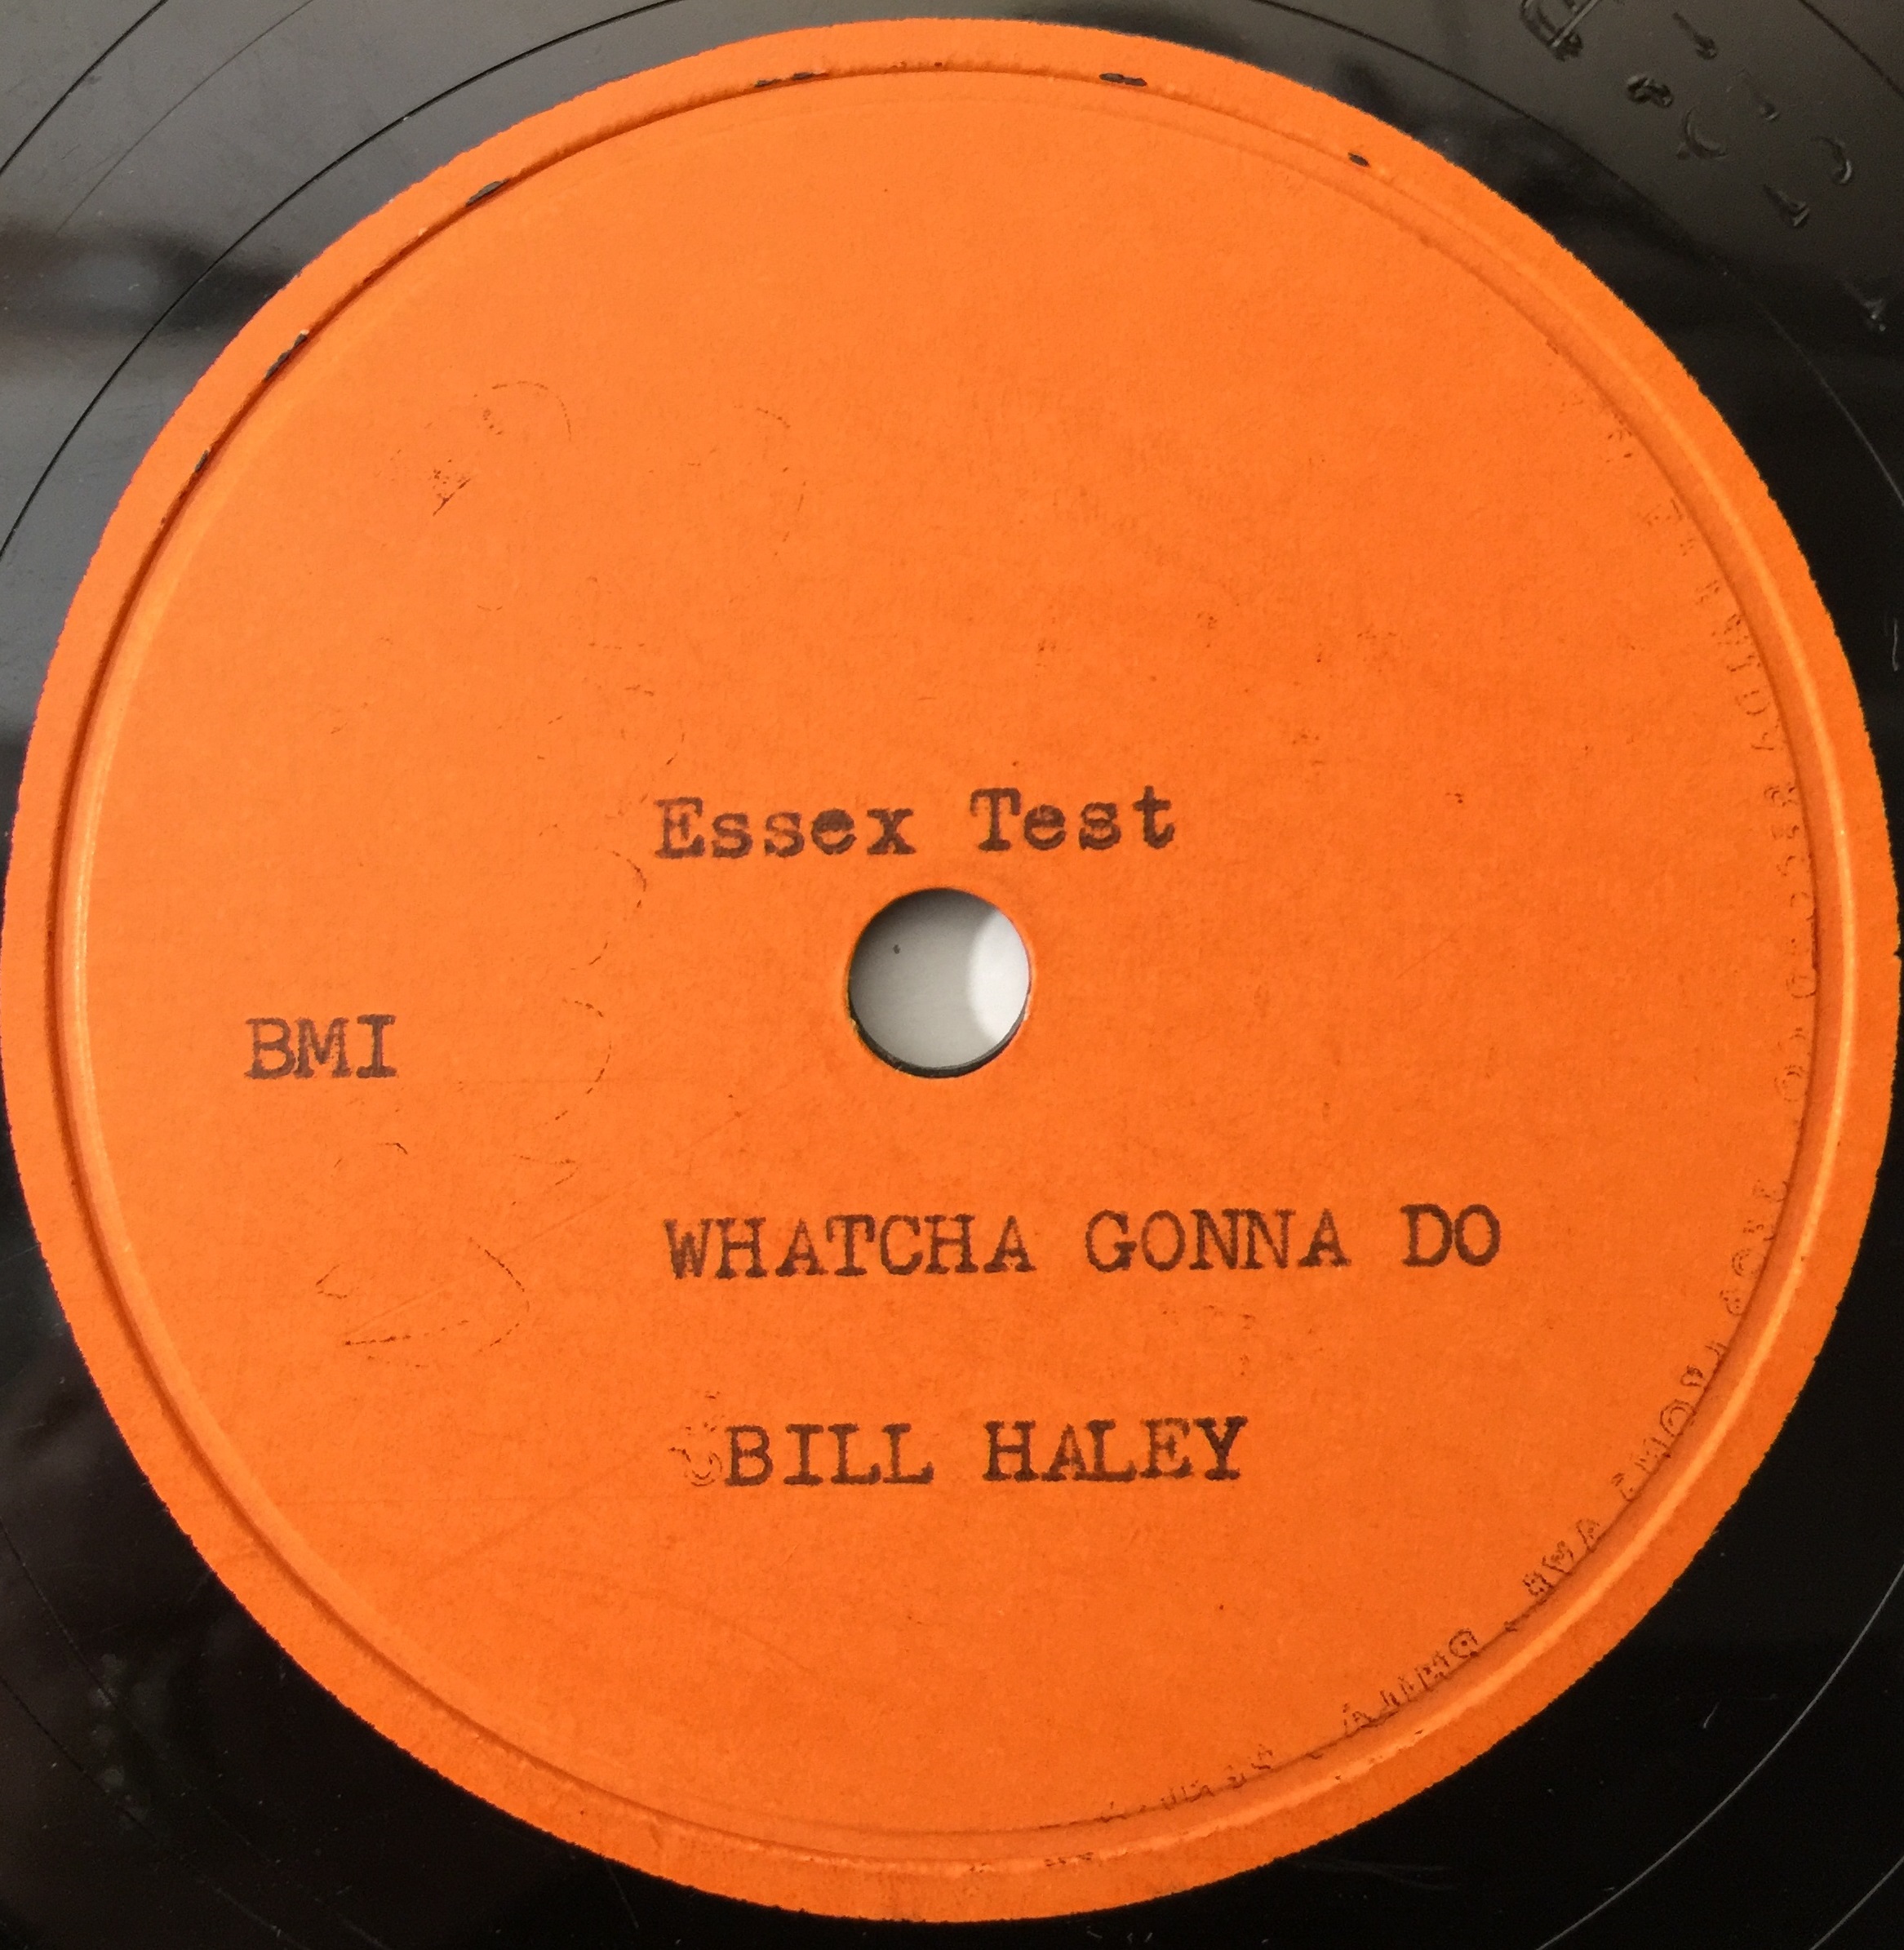 Essex Test
BMI
WHATCHA GONNA DO
BILL HALEY